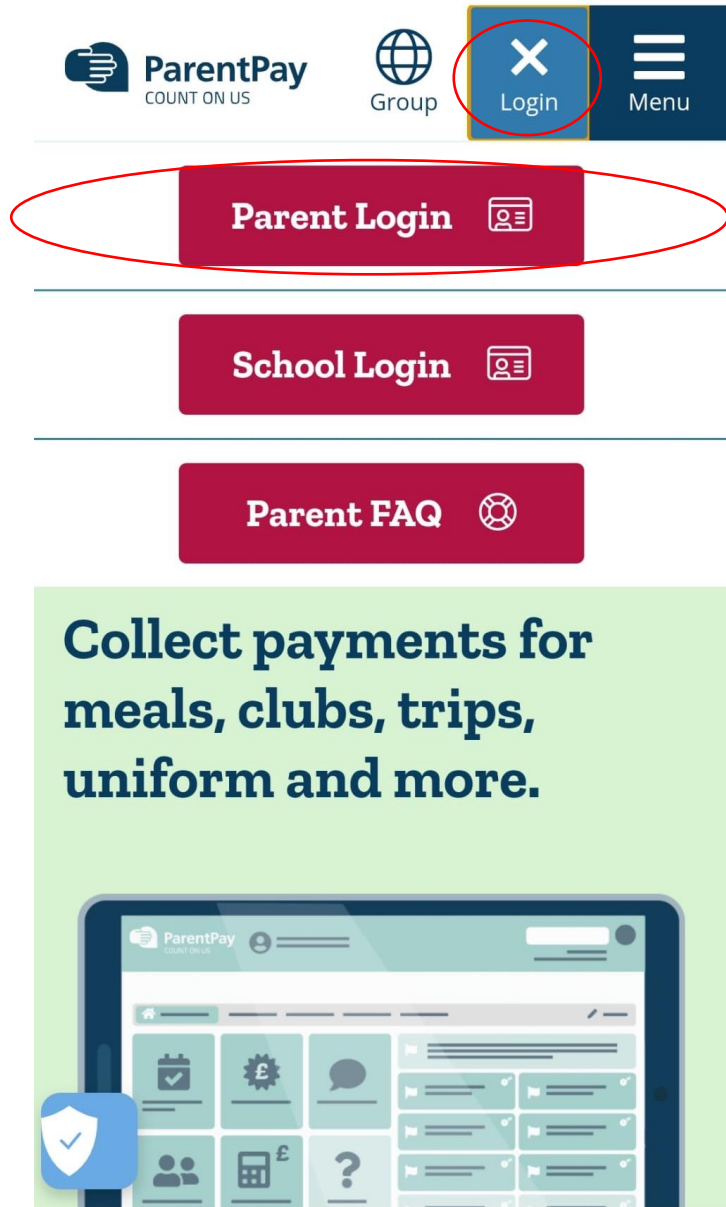 ParentPay
COUNT ON US
Group
Login
Menu
Parent Login
School Login
Parent FAQ
Collect payments for
meals, clubs, trips,
uniform and more.
ParentPay
COUNT ON US
£
£
?